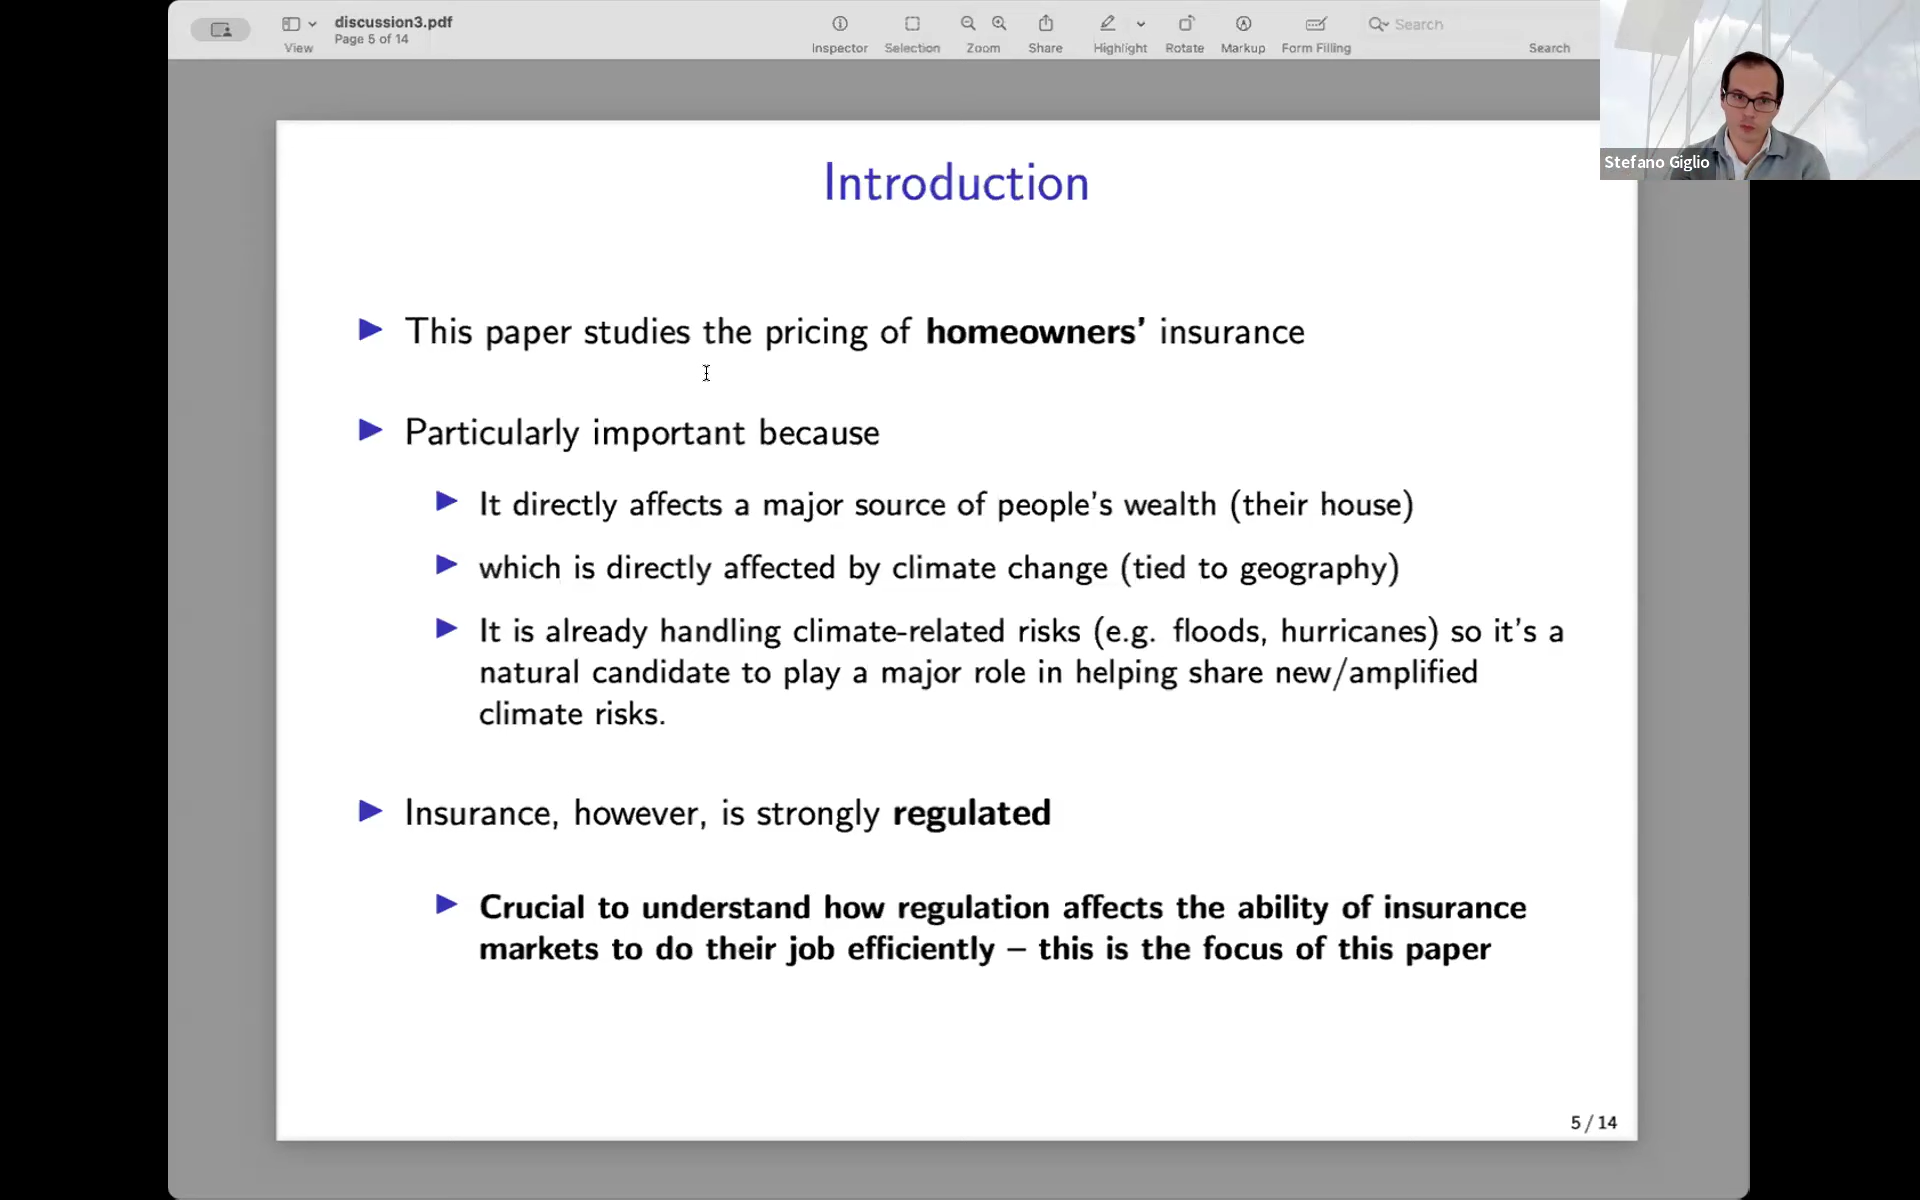 discussion3.pdf
Page 5 of 14
View
Inspector
Selection
Zoom
Share
Highlight
Rotate
Markup
Form Filling
Search
Search
Stefano Giglio
Introduction
This paper studies the pricing of homeowners' insurance
Particularly important because
It directly affects a major source of people's wealth (their house)
which is directly affected by climate change (tied to geography)
It is already handling climate-related risks (e.g. floods, hurricanes) so it's a
natural candidate to play a major role in helping share new/amplified
climate risks.
Insurance, however, is strongly regulated
Crucial to understand how regulation affects the ability of insurance
markets to do their job efficiently – this is the focus of this paper
5 / 14